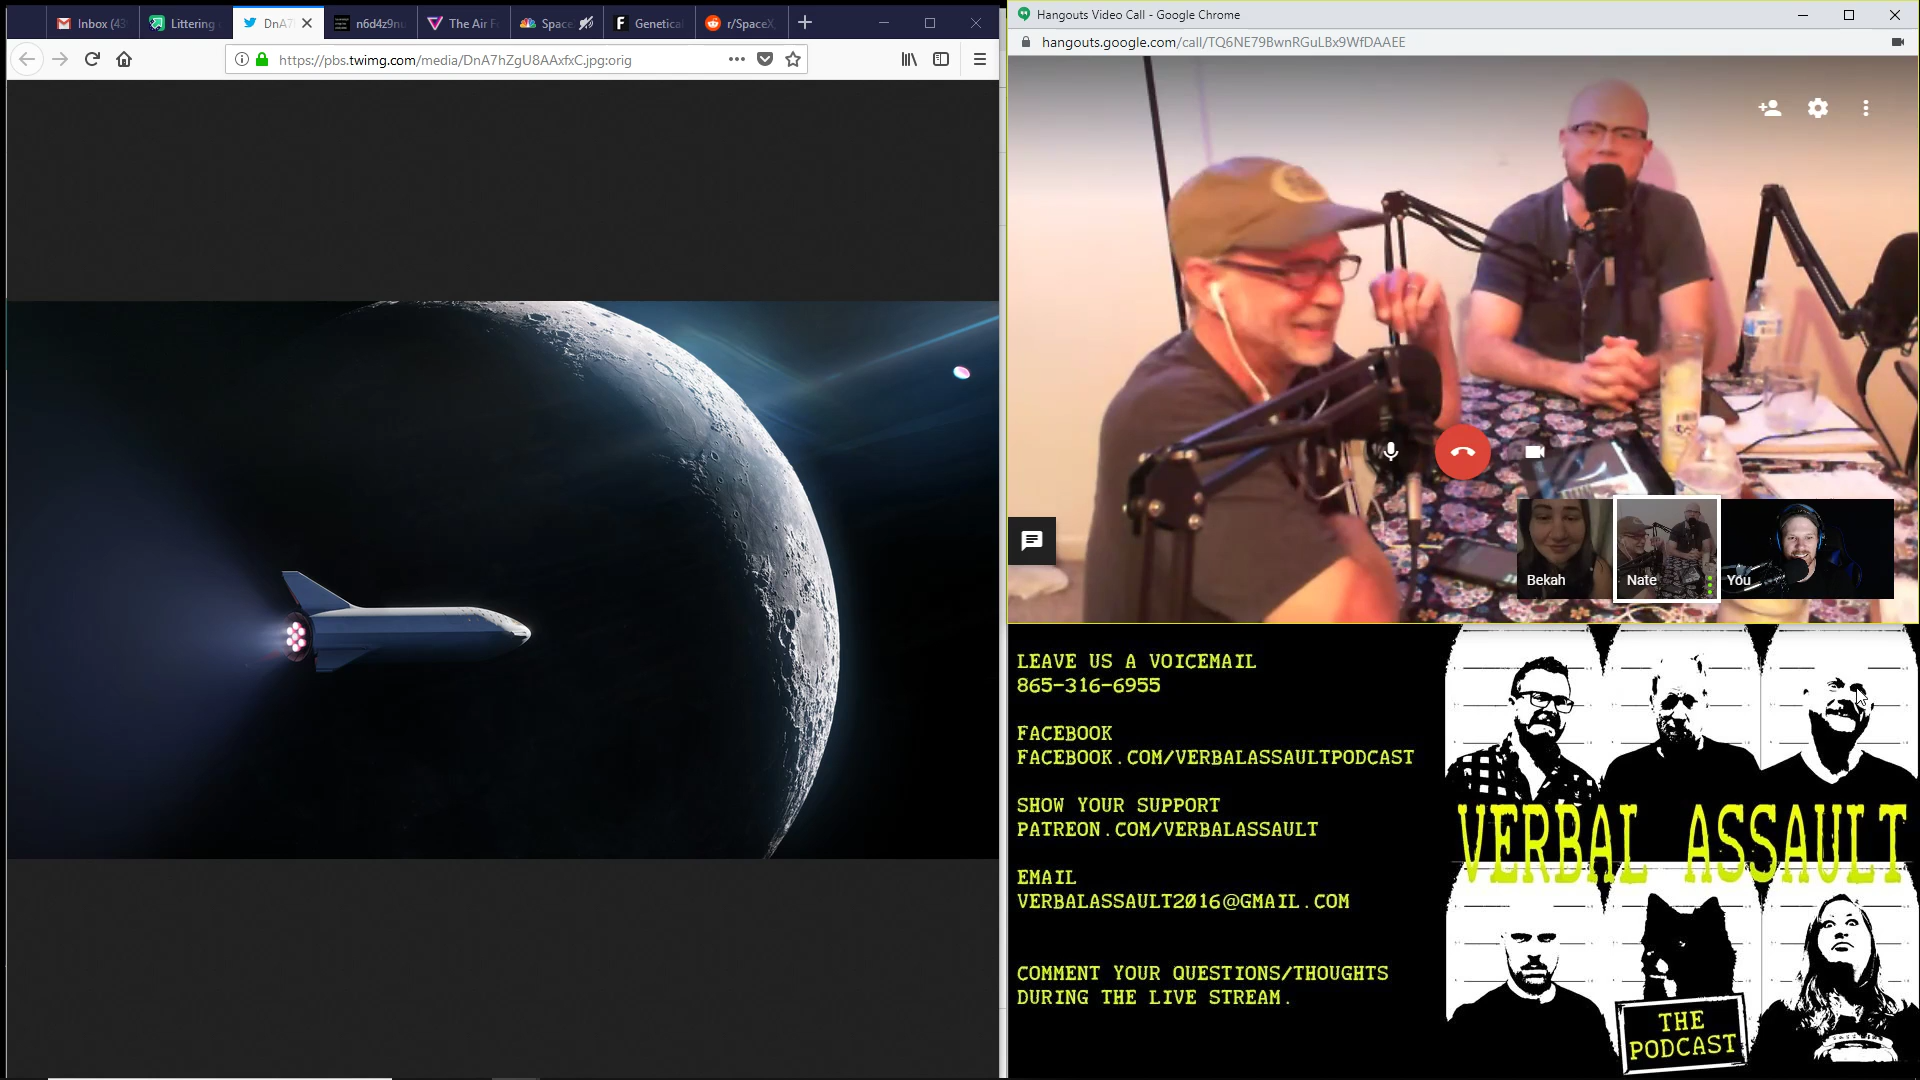 Inbox (43
Littering
DnA7
n6d4z9nu
The Air F
Space
Genetical
r/SpaceX
https://pbs.twimg.com/media/DnA7hZgU8AAxfxC.jpg:orig
Hangouts Video Call - Google Chrome
hangouts.google.com/call/TQ6NE79BwnRGuLBx9WfDAAEE
Bekah
Nate
You
LEAVE US A VOICEMAIL
865-316-6955
FACEBOOK
FACEBOOK.COM/VERBALASSAULTPODCAST
SHOW YOUR SUPPORT
PATREON.COM/VERBALASSAULT
EMAIL
VERBALASSAULT2016@GMAIL.COM
COMMENT YOUR QUESTIONS/THOUGHTS
DURING THE LIVE STREAM.
VERBAL ASSAULT
THE
PODCAST